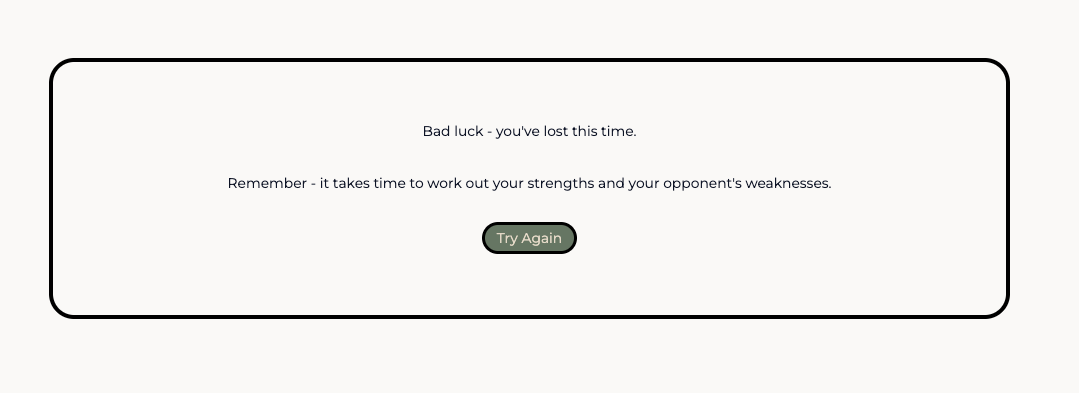 Bad luck - you've lost this time.
Remember - it takes time to work out your strengths and your opponent's weaknesses.
Try Again